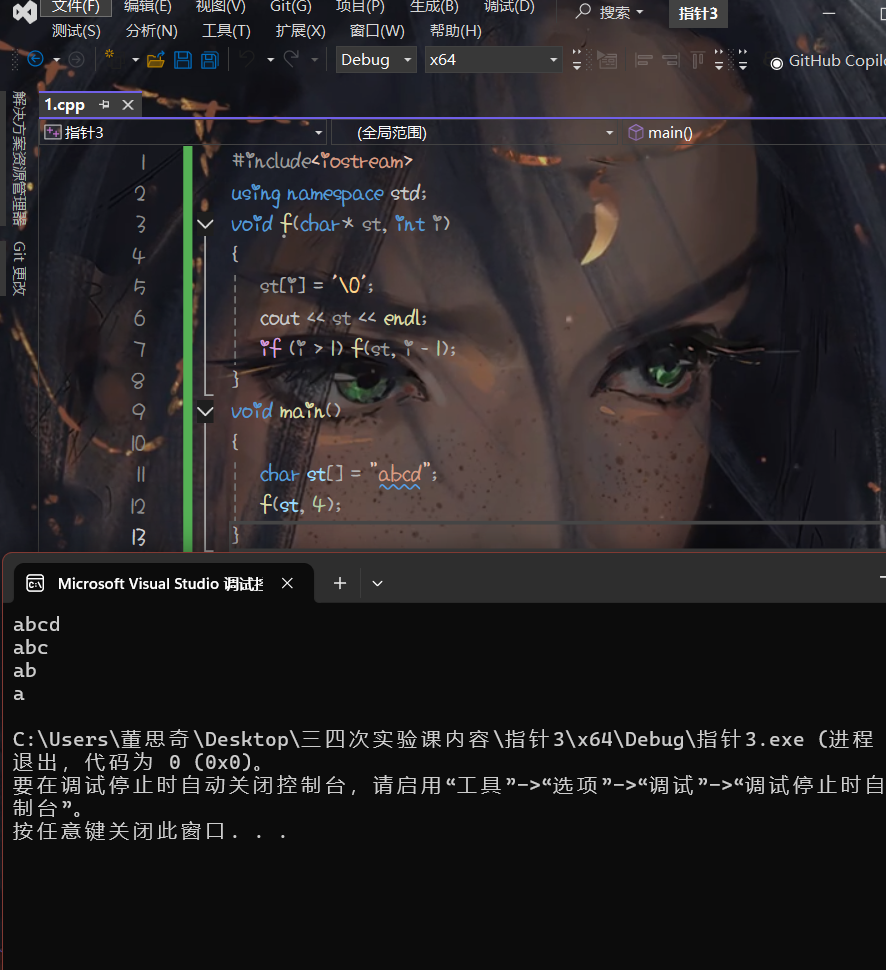 文件(F) 编辑(E) 视图(V) Git(G) 项目(P) 生成(B) 调试(D) 搜索 指针3
测试(S) 分析(N) 工具(T) 扩展(X) 窗口(W) 帮助(H)
Debug x64 GitHub Copilo
解决方案资源管理器
Git 更改
1.cpp
指针3 (全局范围) main()
1 #include<iostream>
2 using namespace std;
3 void f(char* st, int i)
4 {
5 st[i] = '\0';
6 cout << st << endl;
7 if (i > 1) f(st, i - 1);
8 }
9 void main()
10 {
11 char st[] = "abcd";
12 f(st, 4);
13 }
Microsoft Visual Studio 调试
abcd
abc
ab
a
C:\Users\董思奇\Desktop\三四次实验课内容\指针3\x64\Debug\指针3.exe (进程
退出，代码为 0 (0x0)。
要在调试停止时自动关闭控制台，请启用“工具”->“选项”->“调试”->“调试停止时自
制台”。
按任意键关闭此窗口. . .